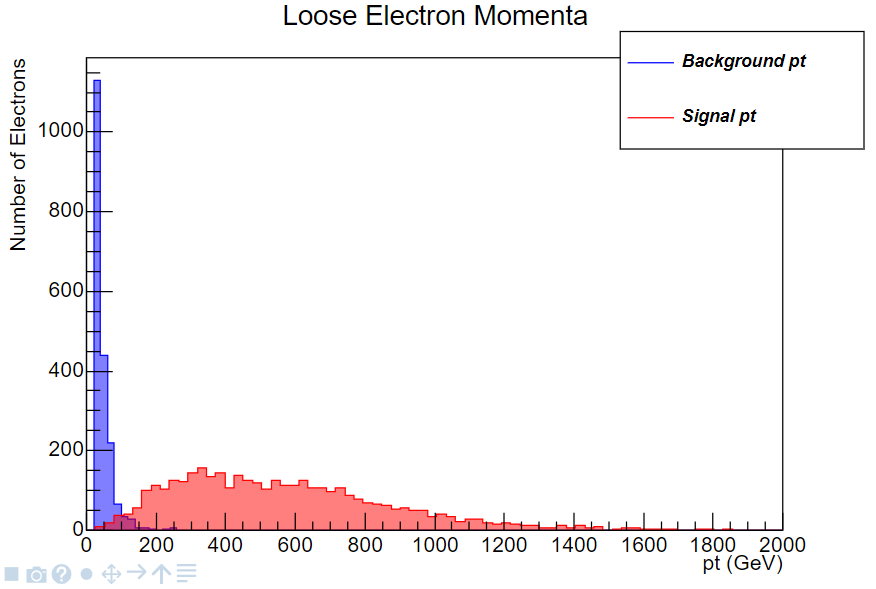 Loose Electron Momenta
Background pt
Signal pt
Number of Electrons
1000
800
600
400
200
0
0 200 400 600 800 1000 1200 1400 1600 1800 2000
pt (GeV)
?